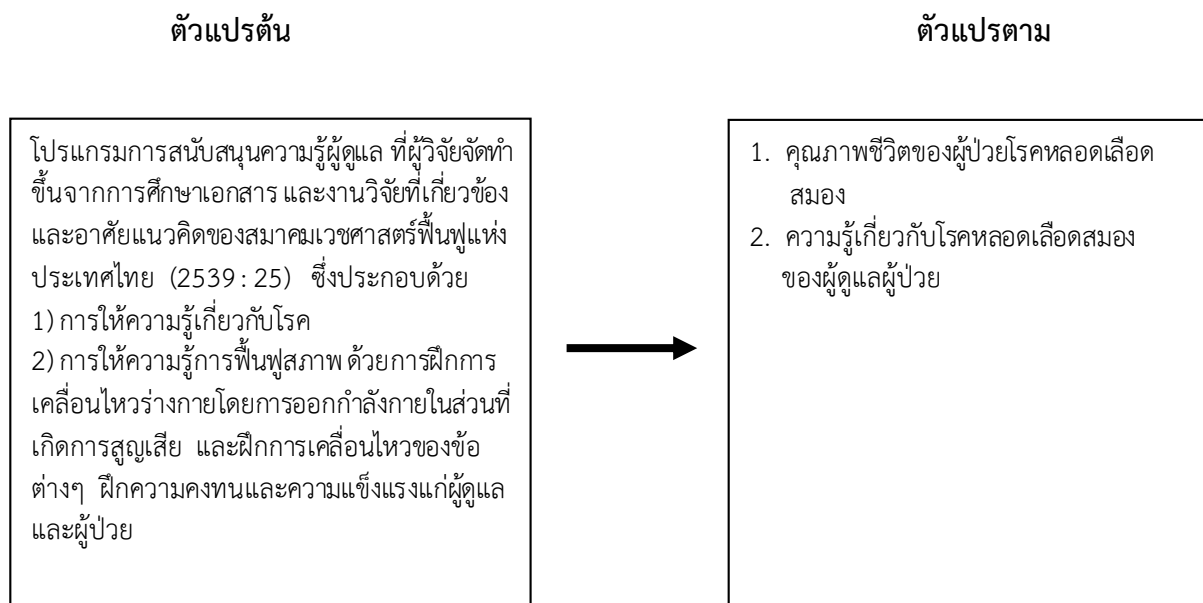 ตัวแปรต้น
ตัวแปรตาม
โปรแกรมการสนับสนุนความรู้ผู้ดูแล ที่ผู้วิจัยจัดทำ
ขึ้นจากการศึกษาเอกสาร และงานวิจัยที่เกี่ยวข้อง
และอาศัยแนวคิดของสมาคมเวชศาสตร์ฟื้นฟูแห่ง
ประเทศไทย (2539 : 25) ซึ่งประกอบด้วย
1) การให้ความรู้เกี่ยวกับโรค
2) การให้ความรู้การฟื้นฟูสภาพ ด้วยการฝึกการ
เคลื่อนไหวร่างกายโดยการออกกำลังกายในส่วนที่
เกิดการสูญเสีย และฝึกการเคลื่อนไหวของข้อ
ต่างๆ ฝึกความคงทนและความแข็งแรงแก่ผู้ดูแล
และผู้ป่วย
1. คุณภาพชีวิตของผู้ป่วยโรคหลอดเลือด
สมอง
2. ความรู้เกี่ยวกับโรคหลอดเลือดสมอง
ของผู้ดูแลผู้ป่วย